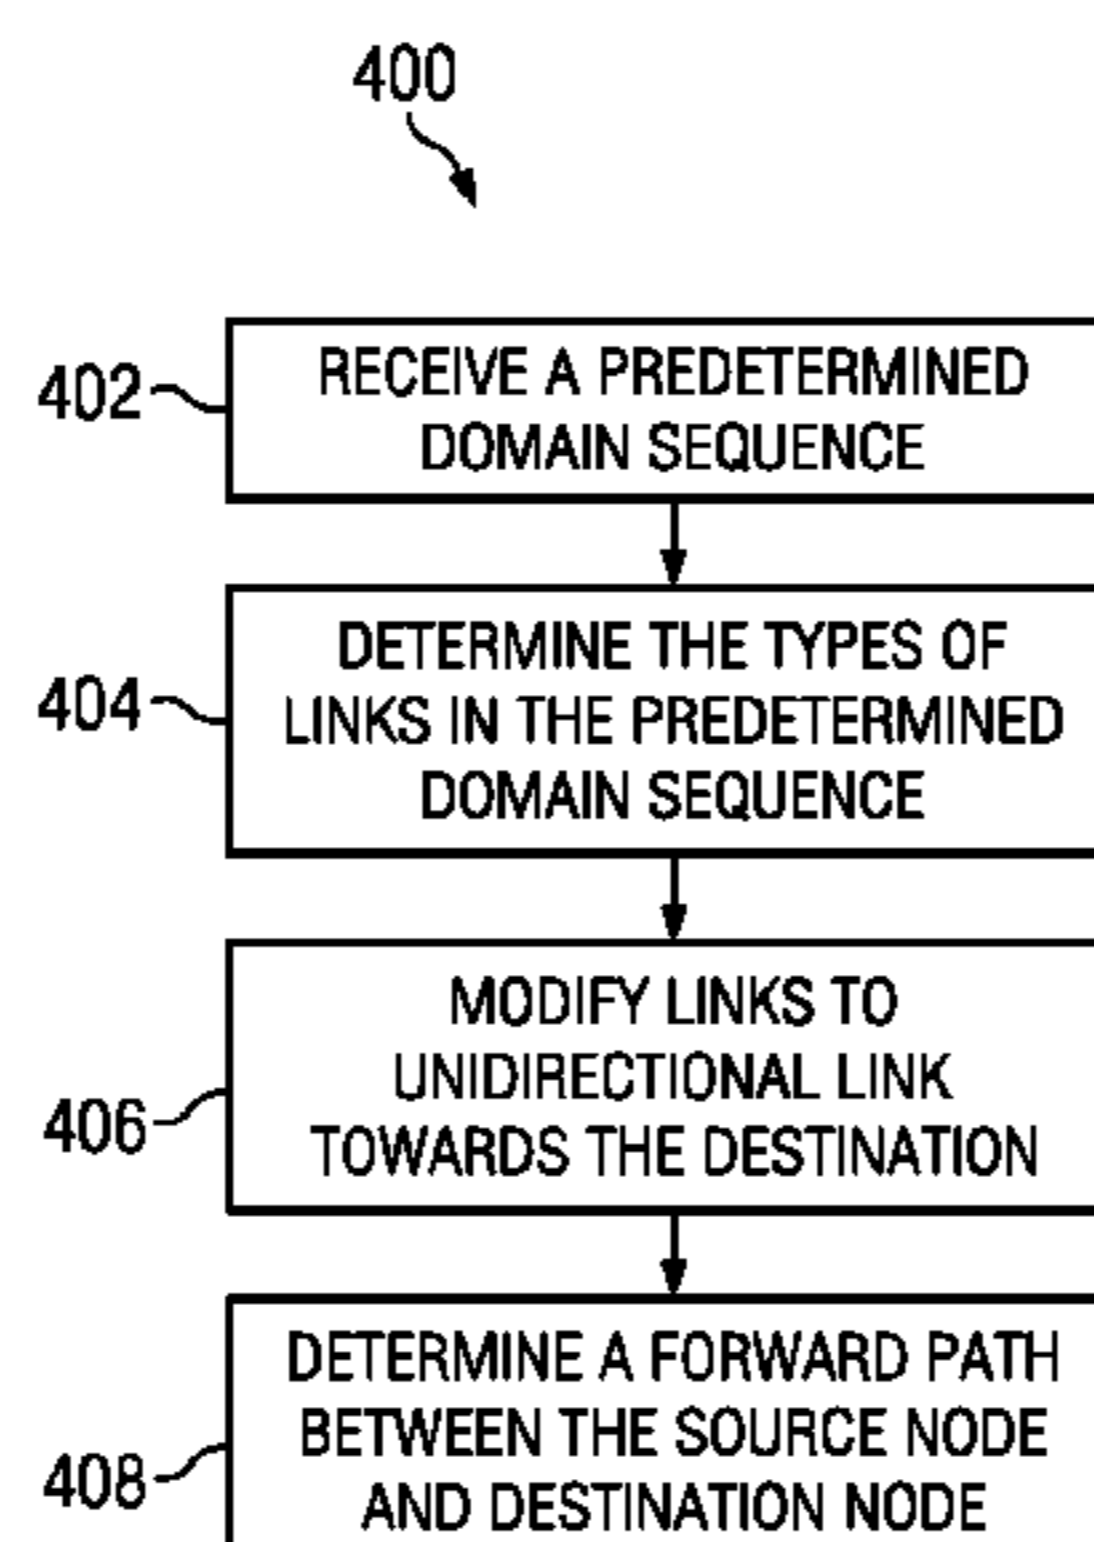 400
402
RECEIVE A PREDETERMINED
DOMAIN SEQUENCE
404
DETERMINE THE TYPES OF
LINKS IN THE PREDETERMINED
DOMAIN SEQUENCE
406
MODIFY LINKS TO
UNIDIRECTIONAL LINK
TOWARDS THE DESTINATION
408
DETERMINE A FORWARD PATH
BETWEEN THE SOURCE NODE
AND DESTINATION NODE